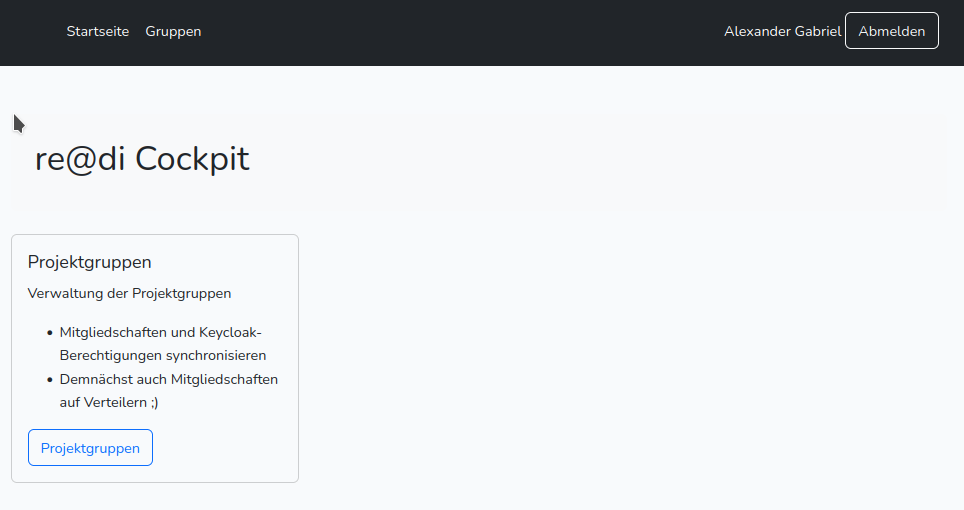 Startseite Gruppen Alexander Gabriel Abmelden
re@di Cockpit
Projektgruppen
Verwaltung der Projektgruppen
• Mitgliedschaften und Keycloak-
Berechtigungen synchronisieren
• Demnächst auch Mitgliedschaften
auf Verteilern ;)
Projektgruppen